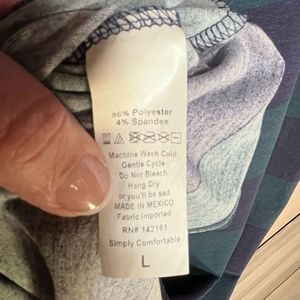 96% Polyester
4% Spandex
Machine Wash Cold
Gentle Cycle
Do Not Bleach
Hang Dry
or you'll be sad
MADE IN MEXICO
Fabric Imported
RN# 142161
Simply Comfortable
L